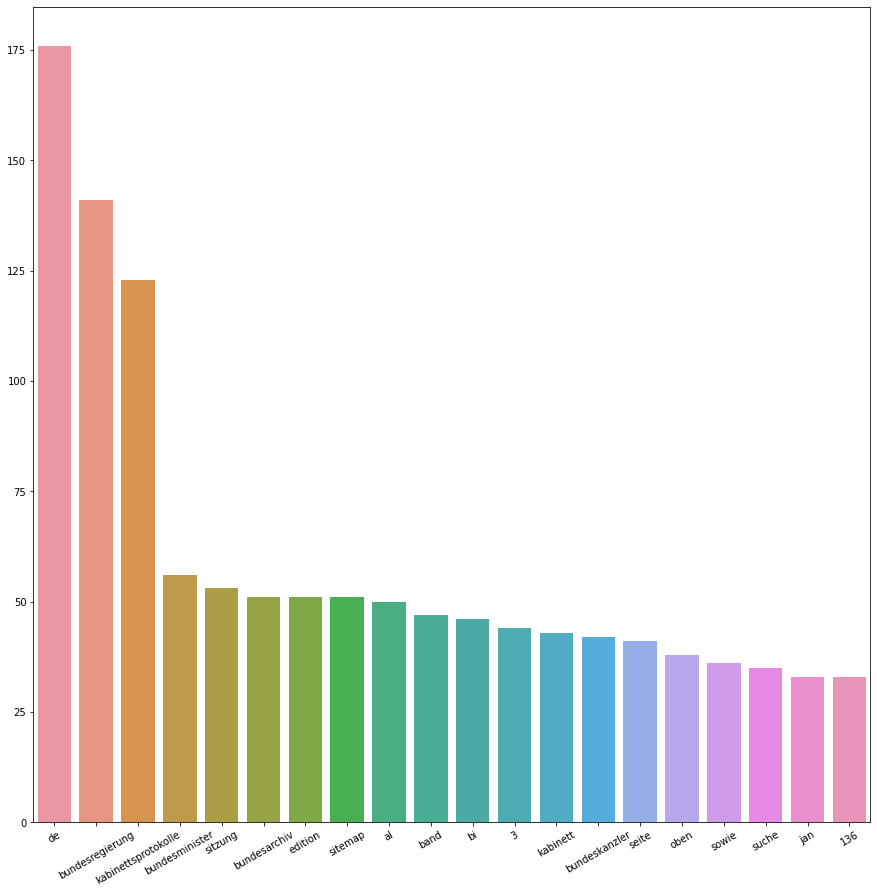 175
150
125
100
75
50
25
0
de
bundesregierung
kabinettsprotokolle
bundesminister
sitzung
bundesarchiv
edition
sitemap
al
band
bi
3
kabinett
bundeskanzler
seite
oben
sowie
suche
jan
136